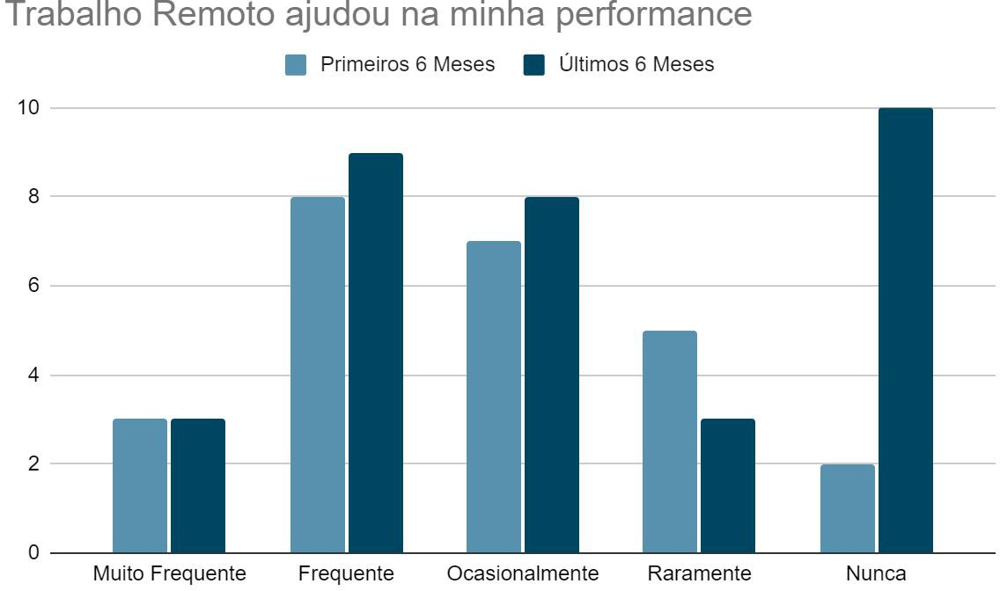 Trabalho Remoto ajudou na minha performance
Primeiros 6 Meses Últimos 6 Meses
10
8
6
4
2
0
Muito Frequente Frequente Ocasionalmente Raramente Nunca